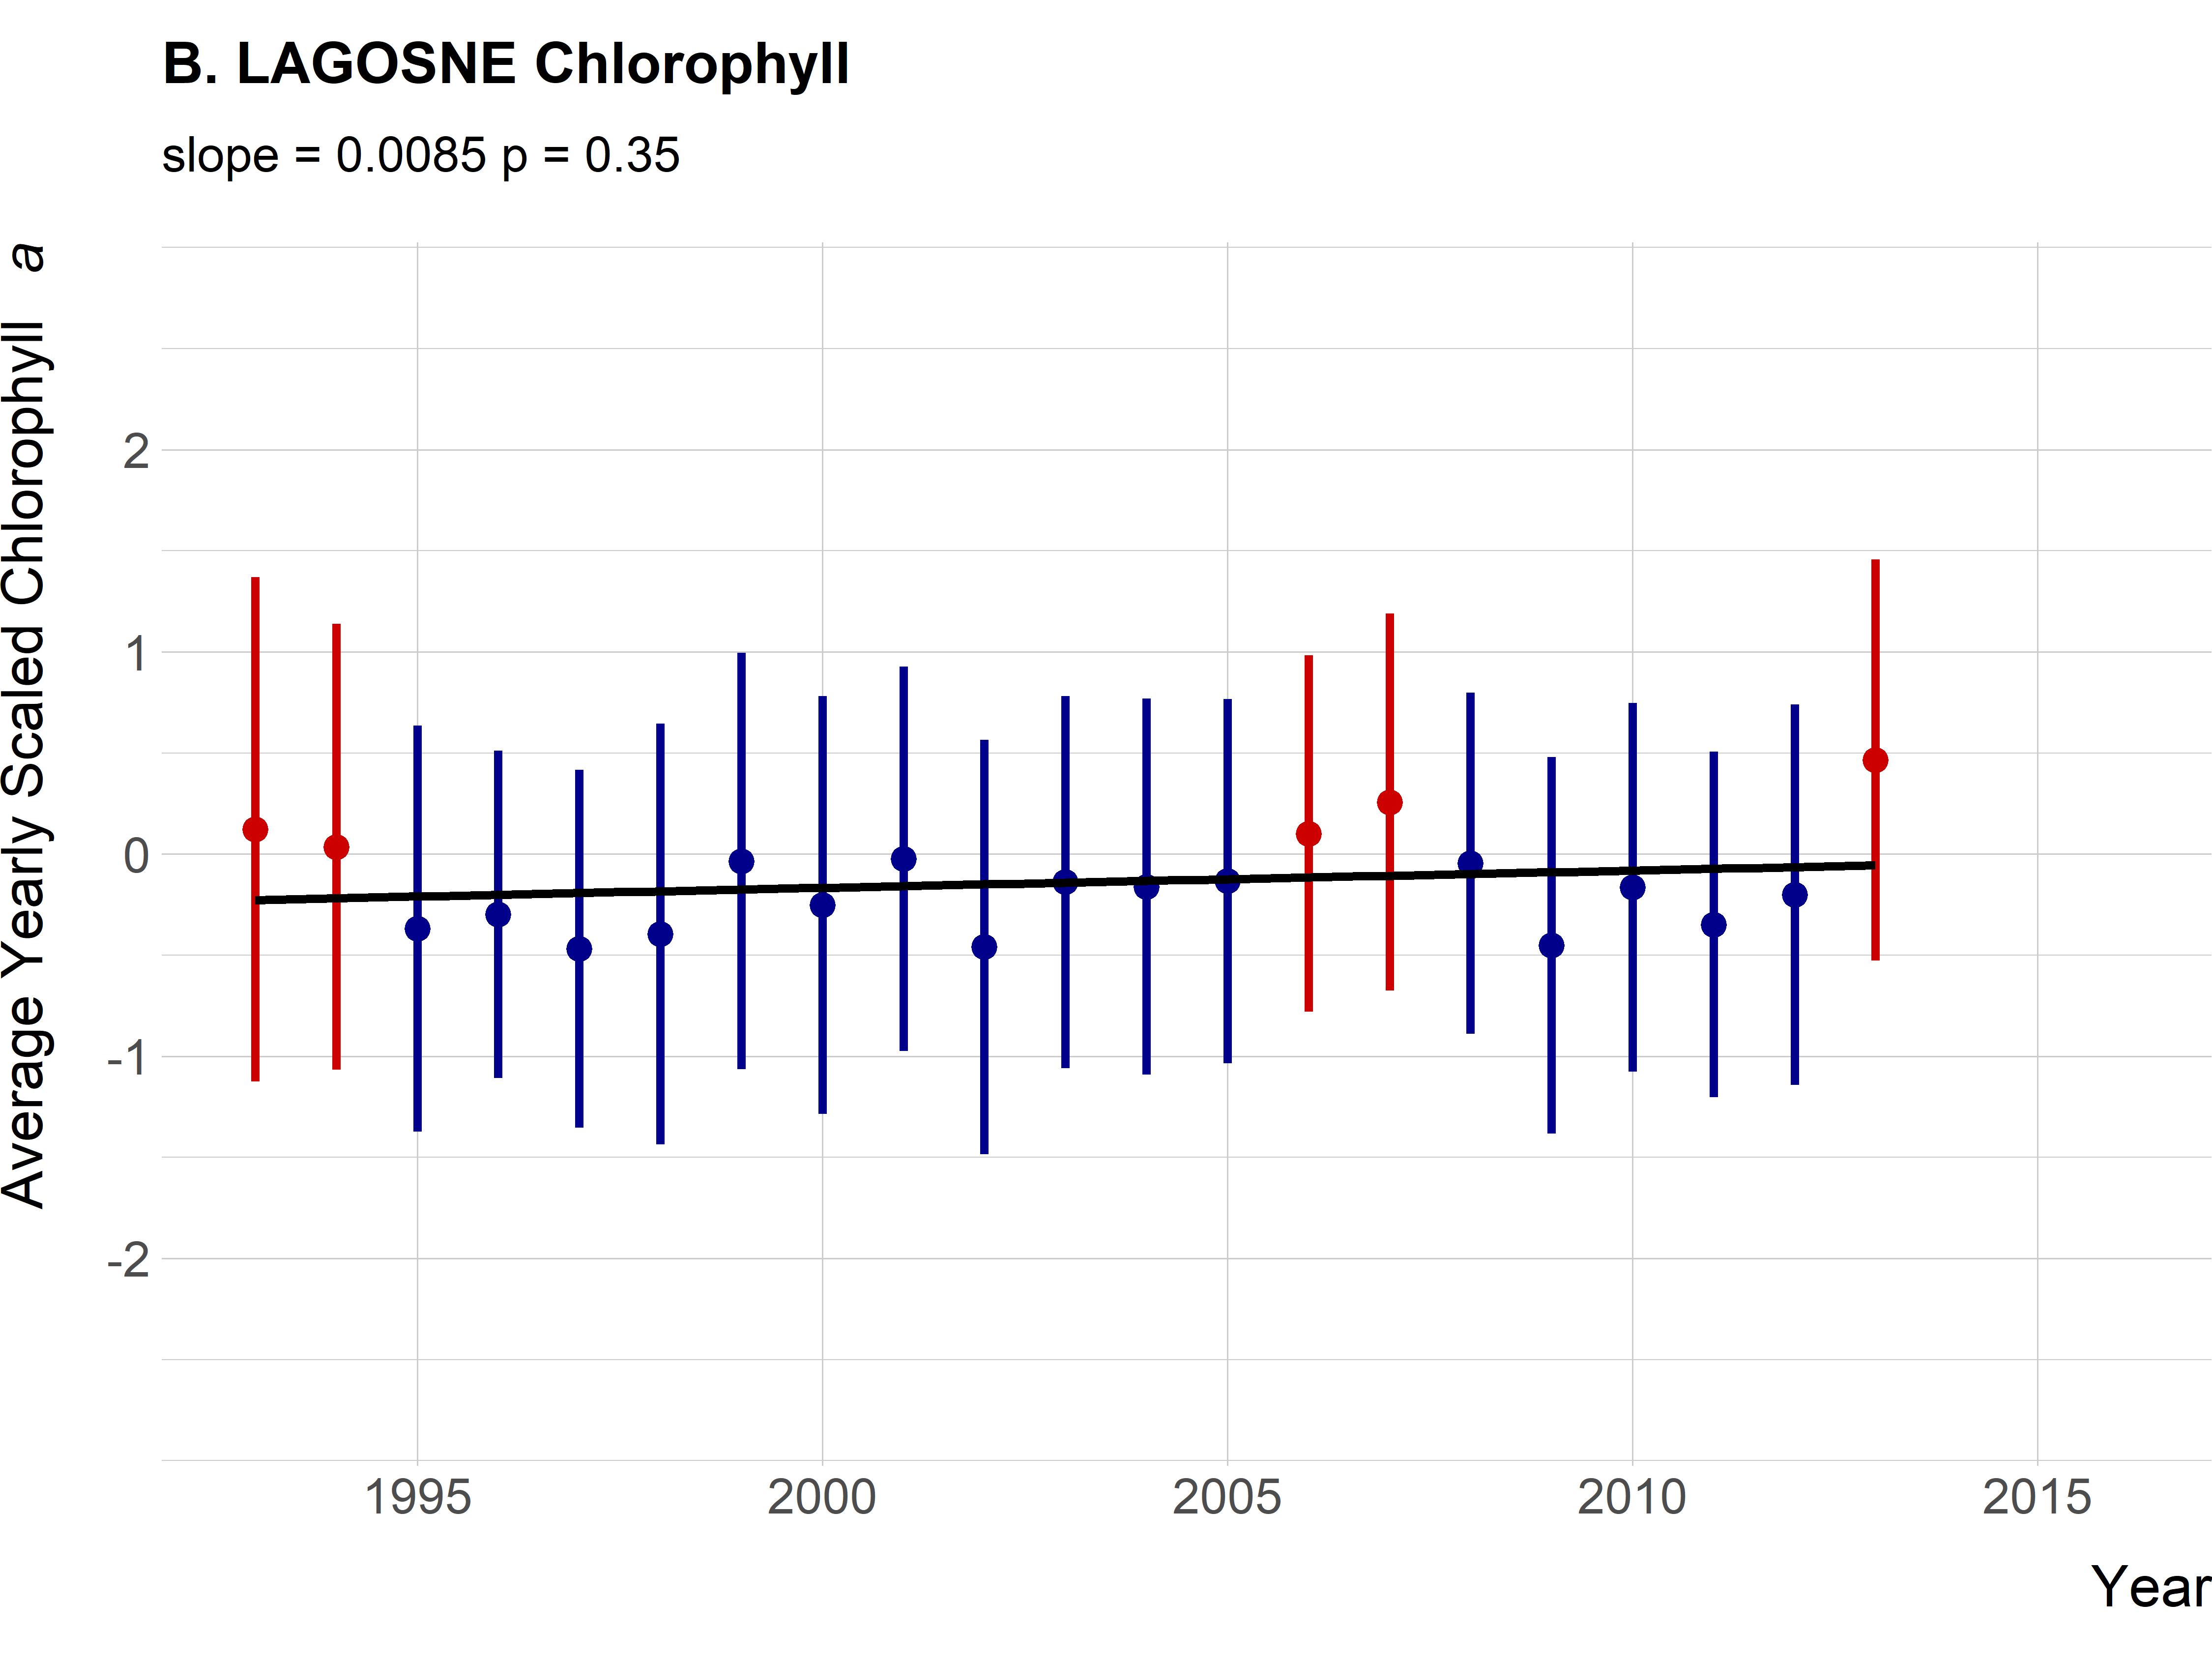 B. LAGOSNE Chlorophyll
slope = 0.0085 p = 0.35
Average Yearly Scaled Chlorophyll a
2
1
0
-1
-2
1995 2000 2005 2010 2015
Year